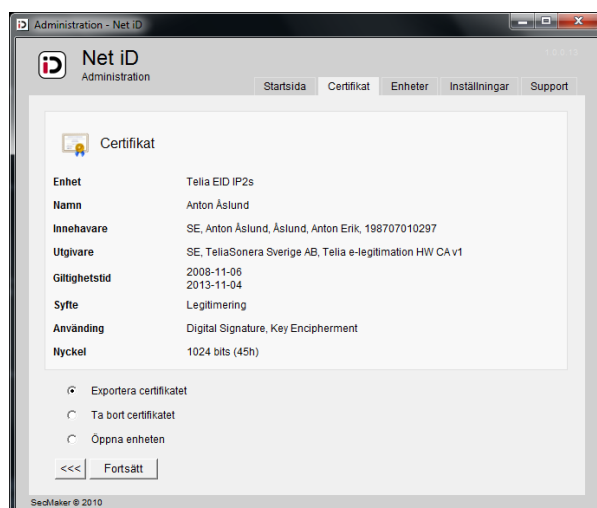 Administration - Net iD
Net iD
Administration
Startsida Certifikat Enheter Inställningar Support
Certifikat
Enhet Telia EID IP2s
Namn Anton Åslund
Innehavare SE, Anton Åslund, Åslund, Anton Erik, 198707010297
Utgivare SE, TeliaSonera Sverige AB, Telia e-legitimation HW CA v1
Giltighetstid 2008-11-06
2013-11-04
Syfte Legitimering
Användning Digital Signature, Key Encipherment
Nyckel 1024 bits (45h)
Exportera certifikatet
Ta bort certifikatet
Öppna enheten
<<< Fortsätt
SecMaker © 2010